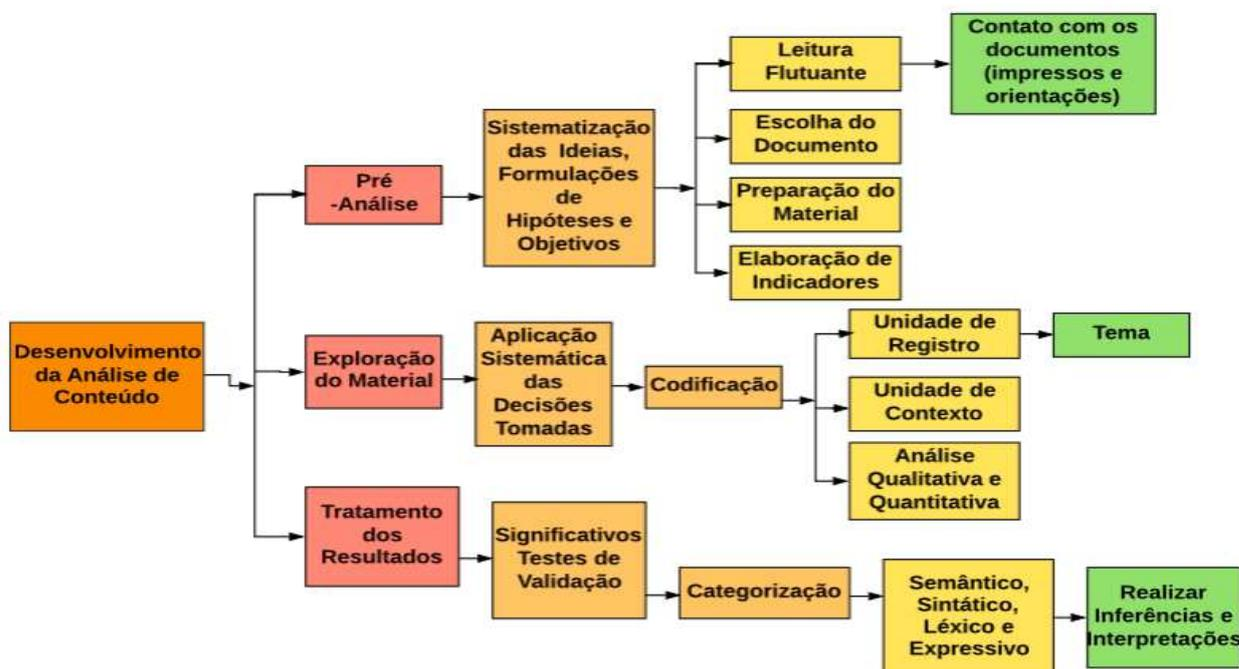 Desenvolvimento
da Análise de
Conteúdo
Pré
-Análise
Sistematização
das Ideias,
Formulações
de
Hipóteses e
Objetivos
Leitura
Flutuante
Contato com os
documentos
(impressos e
orientações)
Escolha do
Documento
Preparação do
Material
Elaboração de
Indicadores
Exploração
do Material
Aplicação
Sistemática
das
Decisões
Tomadas
Codificação
Unidade de
Registro
Tema
Unidade de
Contexto
Análise
Qualitativa e
Quantitativa
Tratamento
dos
Resultados
Significativos
Testes de
Validação
Categorização
Semântico,
Sintático,
Léxico e
Expressivo
Realizar
Inferências e
Interpretações